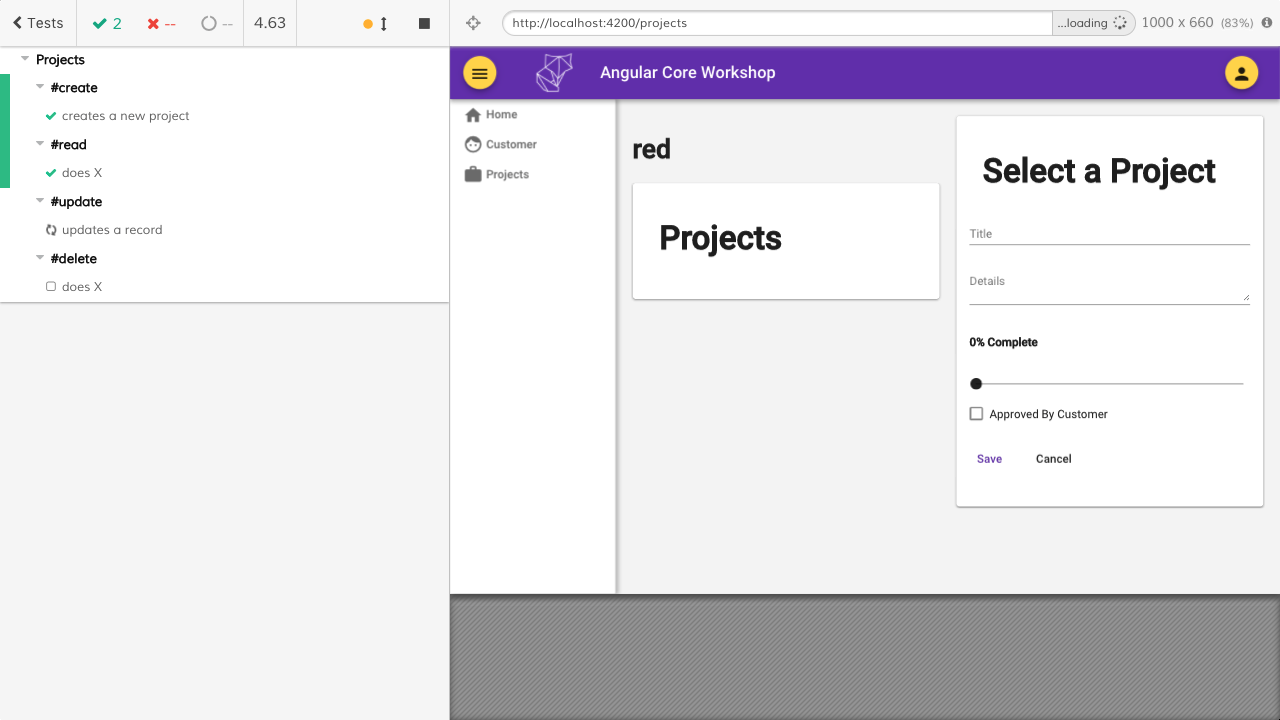 Tests 2 -- -- 4.63
http://localhost:4200/projects ...loading 1000 x 660 (83%)
Projects
#create
creates a new project
#read
does X
#update
updates a record
#delete
does X
Angular Core Workshop
Home
Customer
Projects
red
Projects
Select a Project
Title
Details
0% Complete
Approved By Customer
Save Cancel